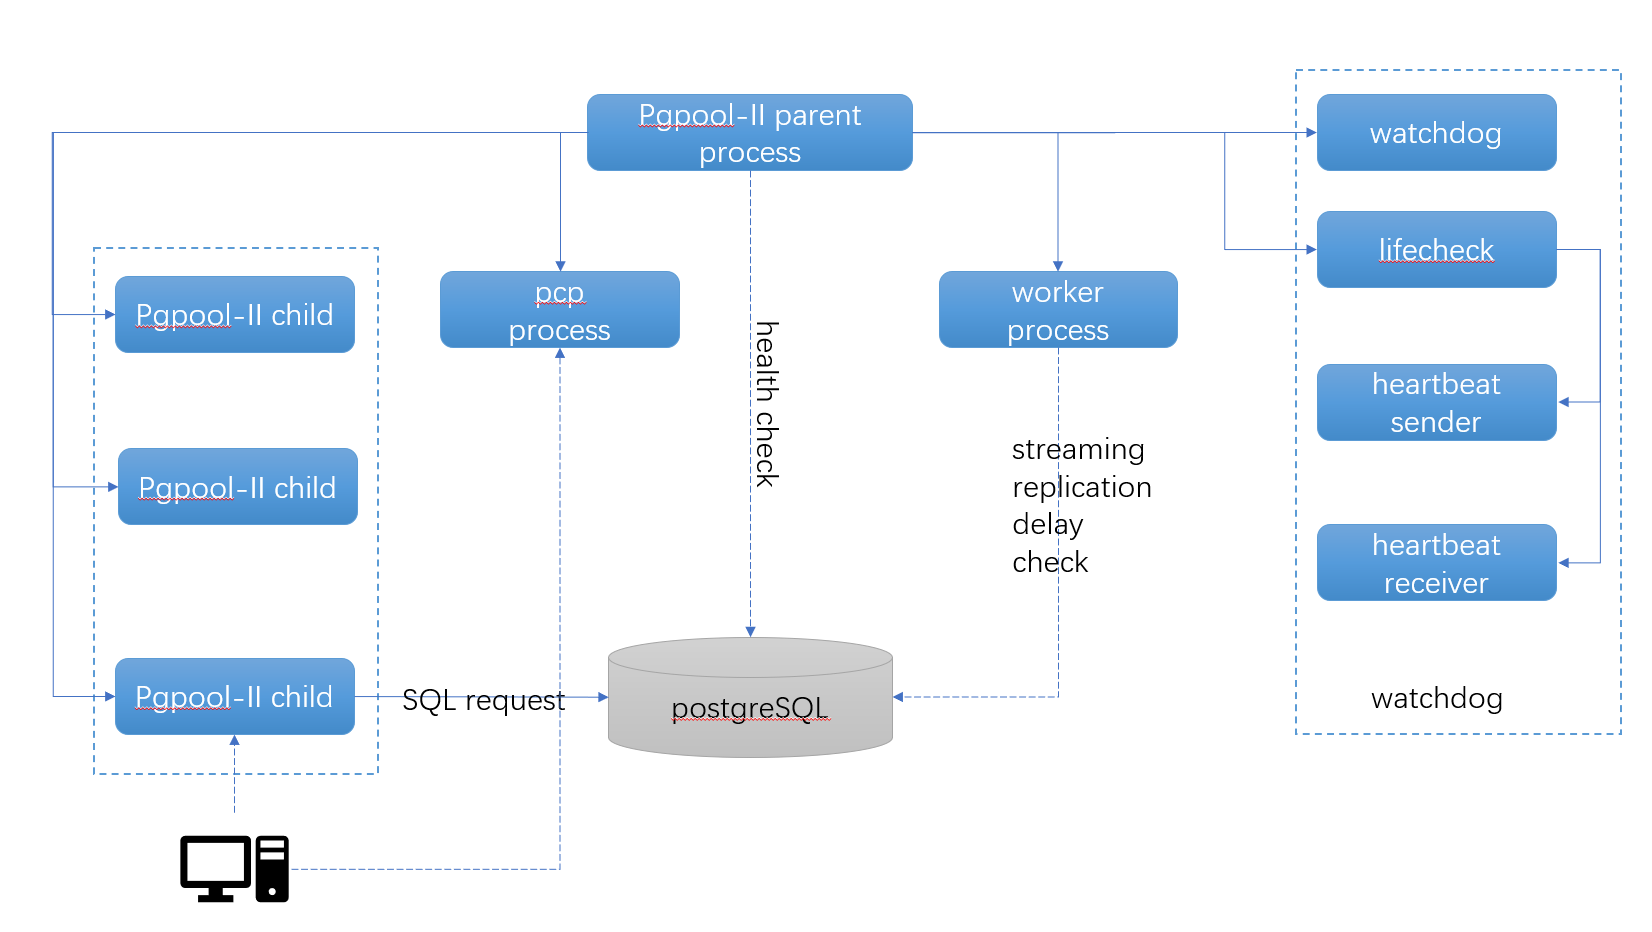 Pgpool-II parent
process
watchdog
lifecheck
Pgpool-II child
pcp
process
worker
process
health check
heartbeat
sender
Pgpool-II child
streaming
replication
delay
check
heartbeat
receiver
Pgpool-II child
SQL request
postgreSQL
watchdog